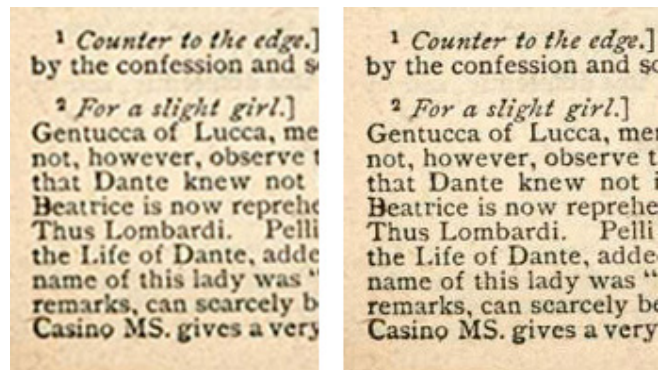 ¹ Counter to the edge.]
by the confession and
² For a slight girl.]
Gentucca of Lucca,
not, however, observe
that Dante knew not
Beatrice is now
Thus Lombardi. Pelli
the Life of Dante,
name of this lady was "
remarks, can scarcely
Casino MS. gives a very
¹ Counter to the edge.]
by the confession and
² For a slight girl.]
Gentucca of Lucca,
not, however, observe
that Dante knew not
Beatrice is now
Thus Lombardi. Pelli
the Life of Dante,
name of this lady was "
remarks, can scarcely
Casino MS. gives a very